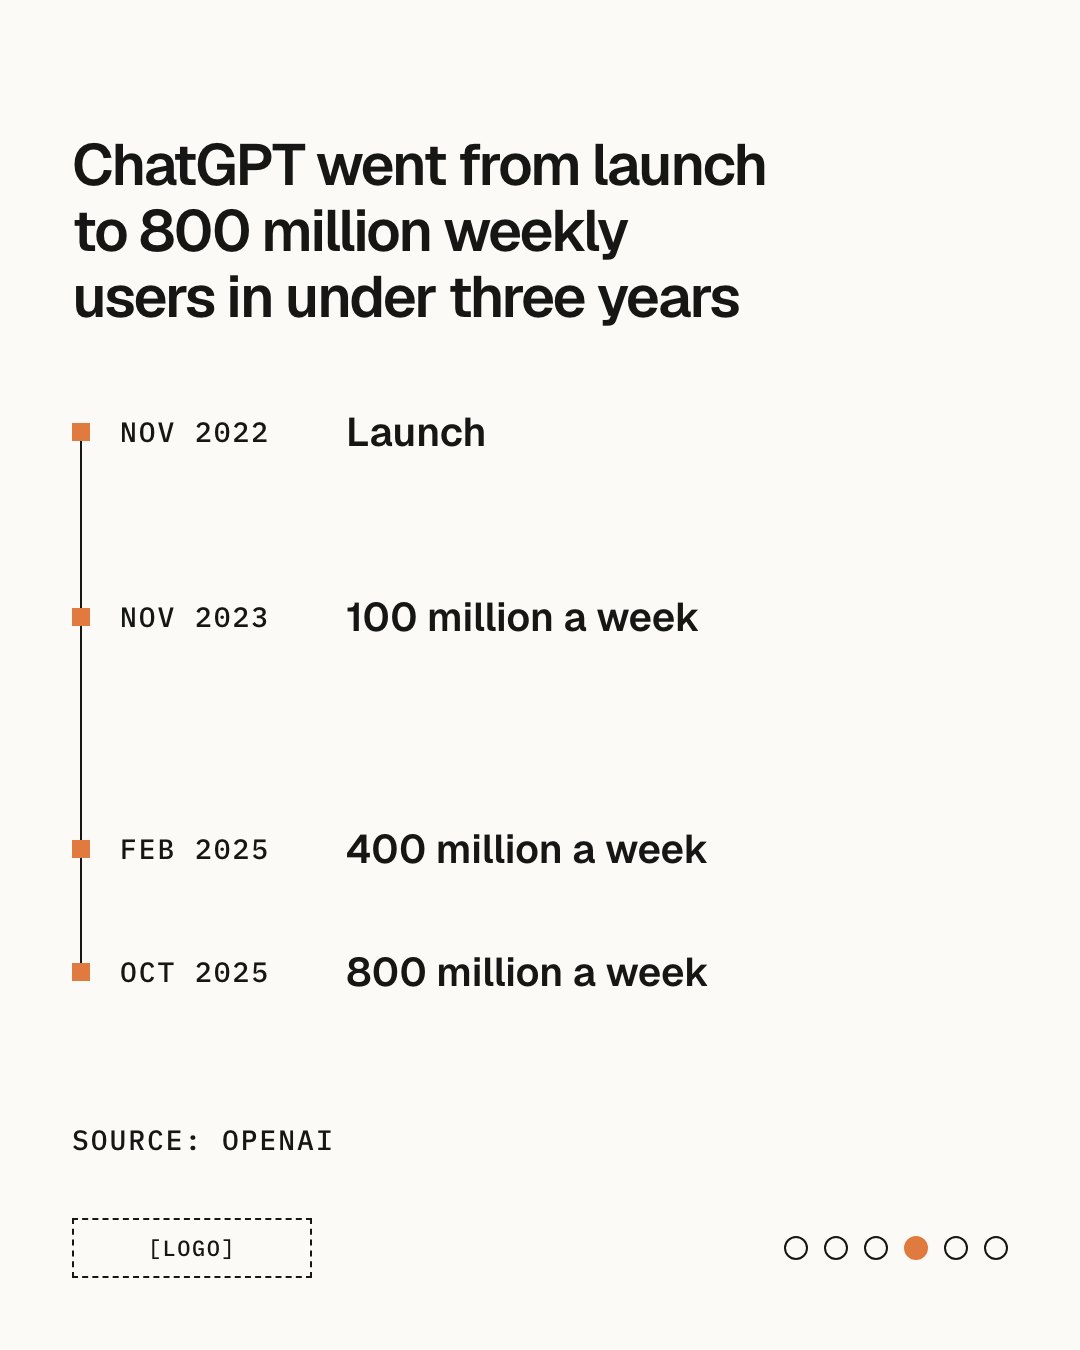 ChatGPT went from launch
to 800 million weekly
users in under three years
NOV 2022 Launch
NOV 2023 100 million a week
FEB 2025 400 million a week
OCT 2025 800 million a week
SOURCE: OPENAI
[LOGO]